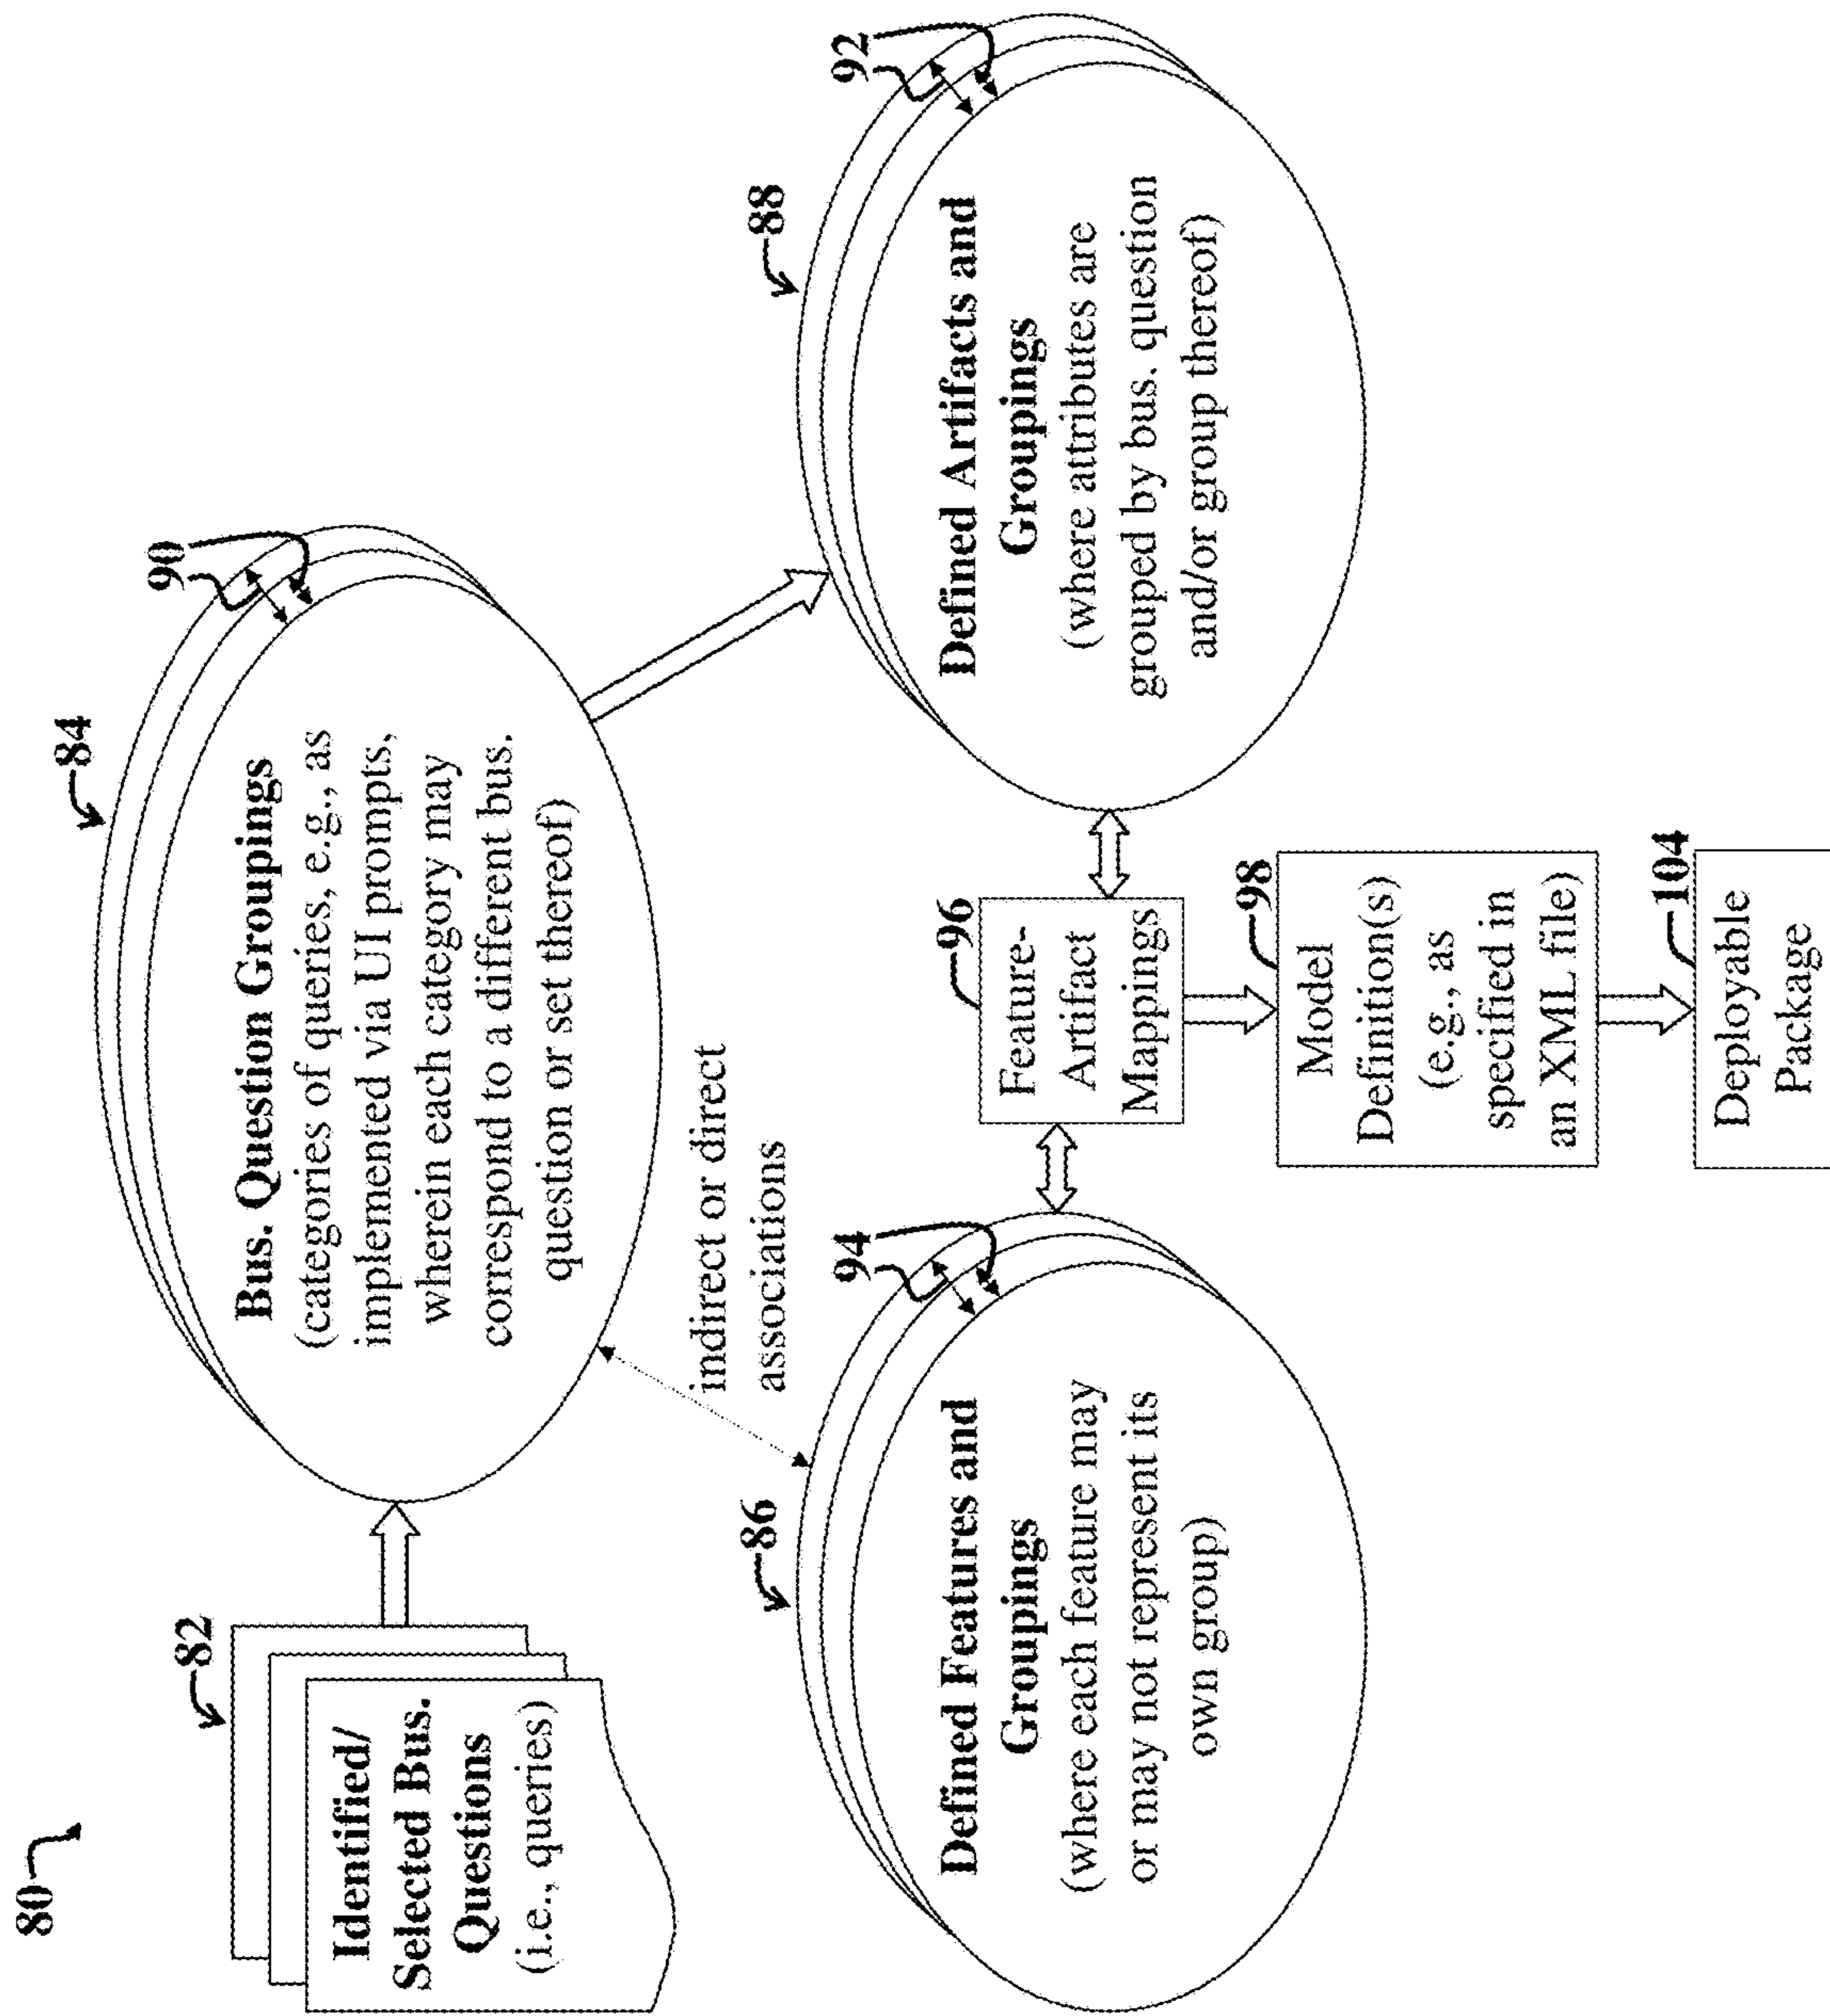 80
82
Identified/
Selected Bus.
Questions
(i.e., queries)
84
90
Bus. Question Groupings
(categories of queries, e.g., as
implemented via UI prompts,
wherein each category may
correspond to a different bus.
question or set thereof)
indirect or direct
associations
86
94
Defined Features and
Groupings
(where each feature may
or may not represent its
own group)
96
Feature-
Artifact
Mappings
88
92
Defined Artifacts and
Groupings
(where attributes are
grouped by bus. question
and/or group thereof)
98
Model
Definition(s)
(e.g., as
specified in
an XML file)
104
Deployable
Package